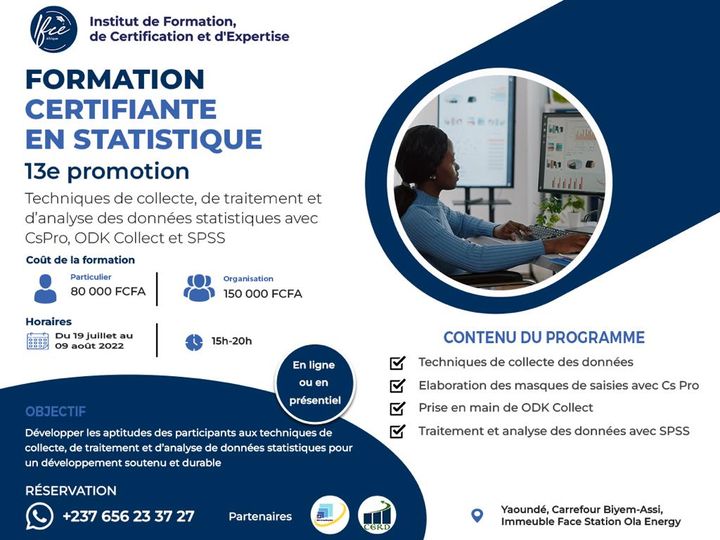 Ifcè
Institut de Formation,
de Certification et d'Expertise
FORMATION
CERTIFIANTE
EN STATISTIQUE
13e promotion
Techniques de collecte, de traitement et
d'analyse des données statistiques avec
CsPro, ODK Collect et SPSS
Coût de la formation
Particulier
80 000 FCFA
Organisation
150 000 FCFA
Horaires
Du 19 juillet au
09 août 2022
15h-20h
En ligne
ou en
présentiel
OBJECTIF
Développer les aptitudes des participants aux techniques de
collecte, de traitement et d'analyse de données statistiques pour
un développement soutenu et durable
RÉSERVATION
+237 656 23 37 27
Partenaires
CERD
CONTENU DU PROGRAMME
Techniques de collecte des données
Elaboration des masques de saisies avec Cs Pro
Prise en main de ODK Collect
Traitement et analyse des données avec SPSS
Yaoundé, Carrefour Biyem-Assi,
Immeuble Face Station Ola Energy